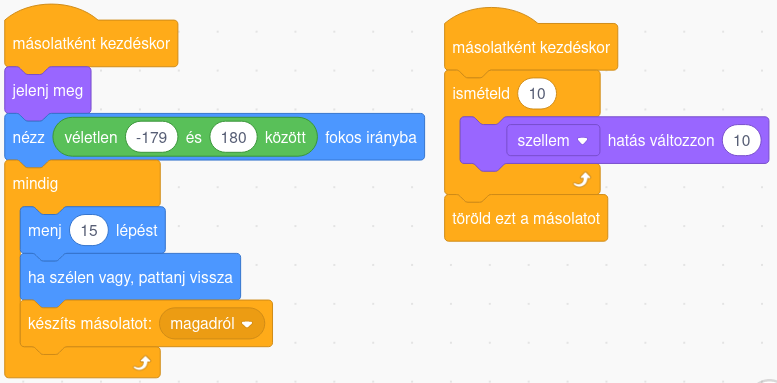 másolatként kezdéskor
jelenj meg
nézz véletlen -179 és 180 között fokos irányba
mindig
menj 15 lépést
ha szélen vagy, pattanj vissza
készíts másolatot: magadról
másolatként kezdéskor
ismételd 10
szellem hatás változzon 10
töröld ezt a másolatot